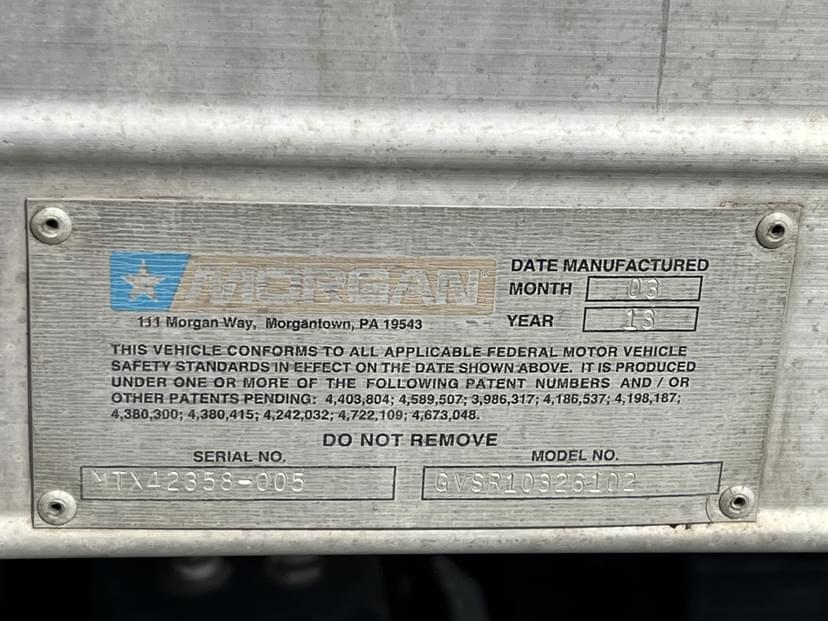 MORGAN
DATE MANUFACTURED
MONTH 03
YEAR 13
111 Morgan Way, Morgantown, PA 19543
THIS VEHICLE CONFORMS TO ALL APPLICABLE FEDERAL MOTOR VEHICLE
SAFETY STANDARDS IN EFFECT ON THE DATE SHOWN ABOVE. IT IS PRODUCED
UNDER ONE OR MORE OF THE FOLLOWING PATENT NUMBERS AND / OR
OTHER PATENTS PENDING: 4,403,804; 4,589,507; 3,986,317; 4,186,537; 4,198,187;
4,380,300; 4,380,415; 4,242,032; 4,722,109; 4,673,048.
DO NOT REMOVE
SERIAL NO. MODEL NO.
MTX42358-005 GVSR10326102